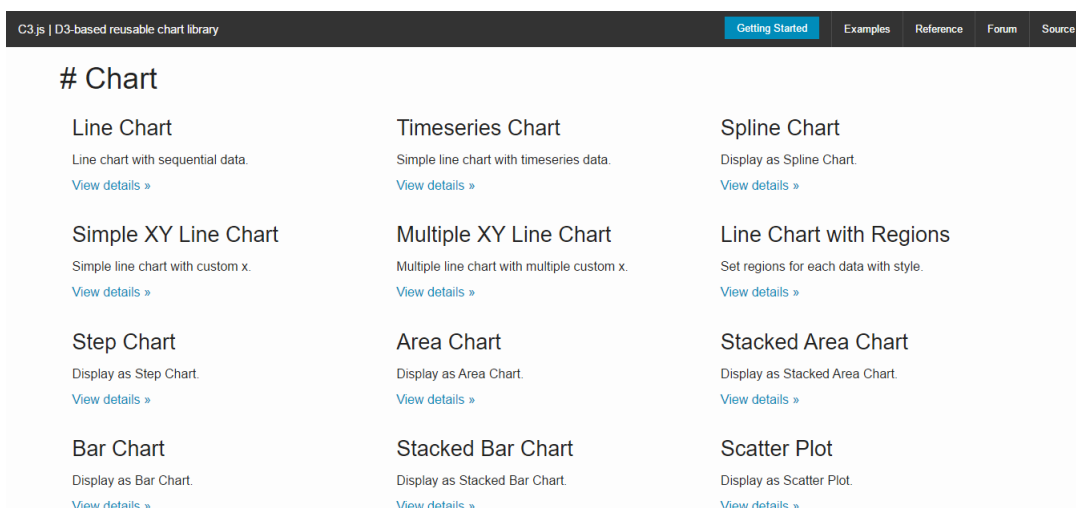 C3.js | D3-based reusable chart library
Getting Started
Examples
Reference
Forum
Source
# Chart
Line Chart
Line chart with sequential data.
View details »
Timeseries Chart
Simple line chart with timeseries data.
View details »
Spline Chart
Display as Spline Chart.
View details »
Simple XY Line Chart
Simple line chart with custom x.
View details »
Multiple XY Line Chart
Multiple line chart with multiple custom x.
View details »
Line Chart with Regions
Set regions for each data with style.
View details »
Step Chart
Display as Step Chart.
View details »
Area Chart
Display as Area Chart.
View details »
Stacked Area Chart
Display as Stacked Area Chart.
View details »
Bar Chart
Display as Bar Chart.
View details »
Stacked Bar Chart
Display as Stacked Bar Chart.
View details »
Scatter Plot
Display as Scatter Plot.
View details »